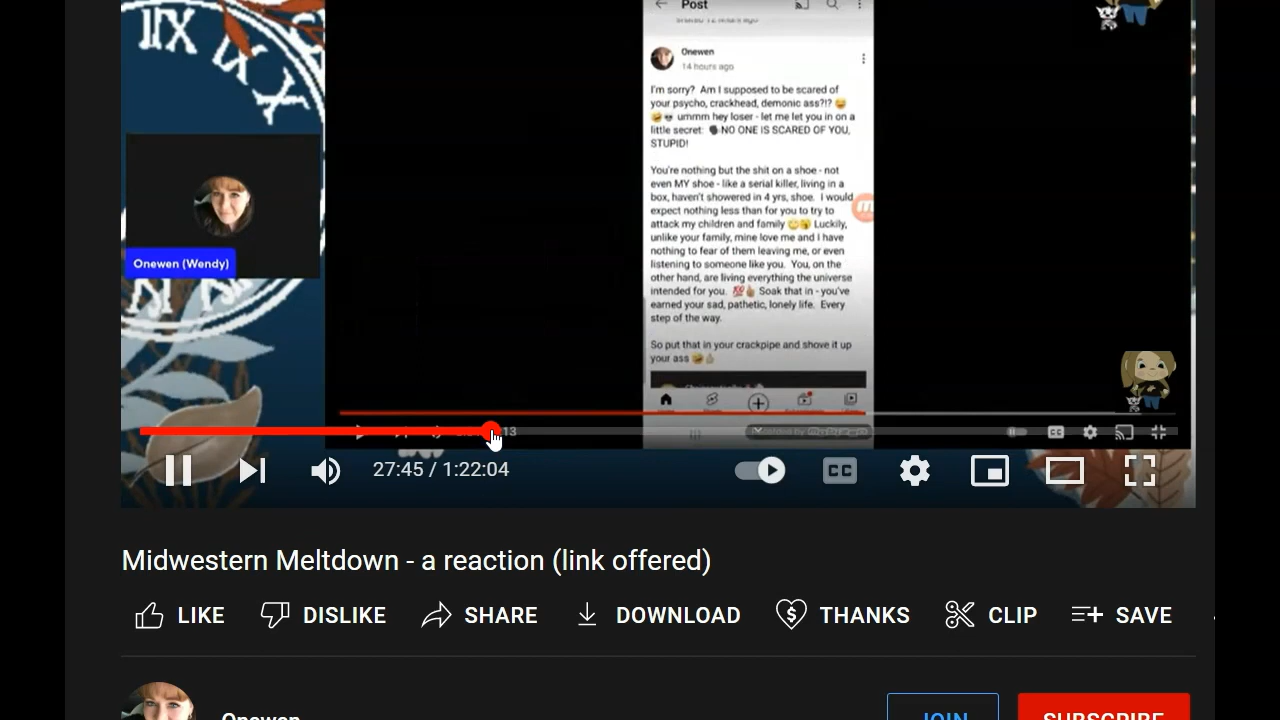 Post
Onewen
14 hours ago
I'm sorry? Am I supposed to be scared of
your psycho, crackhead, demonic ass?!? 😂
🤣💀 ummm hey loser - let me let you in on a
little secret: 🗣NO ONE IS SCARED OF YOU,
STUPID!
You're nothing but the shit on a shoe - not
even MY shoe - like a serial killer, living in a
box, haven't showered in 4 yrs, shoe. I would
expect nothing less than for you to try to
attack my children and family 🙄🥱 Luckily,
unlike your family, mine love me and I have
nothing to fear of them leaving me, or even
listening to someone like you. You, on the
other hand, are living everything the universe
intended for you. 💯👌 Soak that in - you've
earned your sad, pathetic, lonely life. Every
step of the way.
So put that in your crackpipe and shove it up
your ass 🤣👍
Onewen (Wendy)
CC
27:45 / 1:22:04
CC
Midwestern Meltdown - a reaction (link offered)
LIKE DISLIKE SHARE DOWNLOAD THANKS CLIP SAVE
Onewen
JOIN SUBSCRIBE